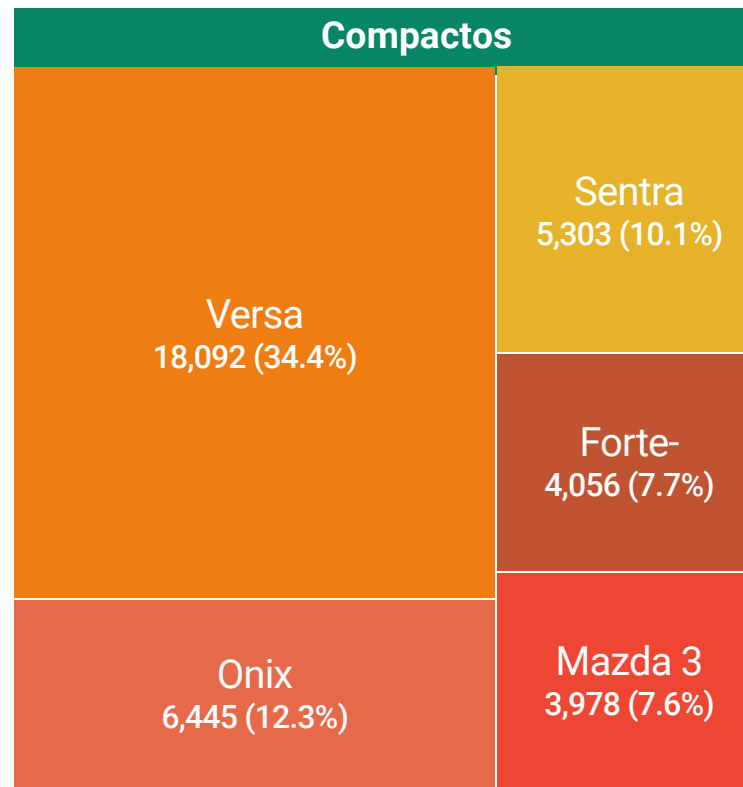 Compactos
Versa
18,092 (34.4%)
Onix
6,445 (12.3%)
Sentra
5,303 (10.1%)
Forte-
4,056 (7.7%)
Mazda 3
3,978 (7.6%)